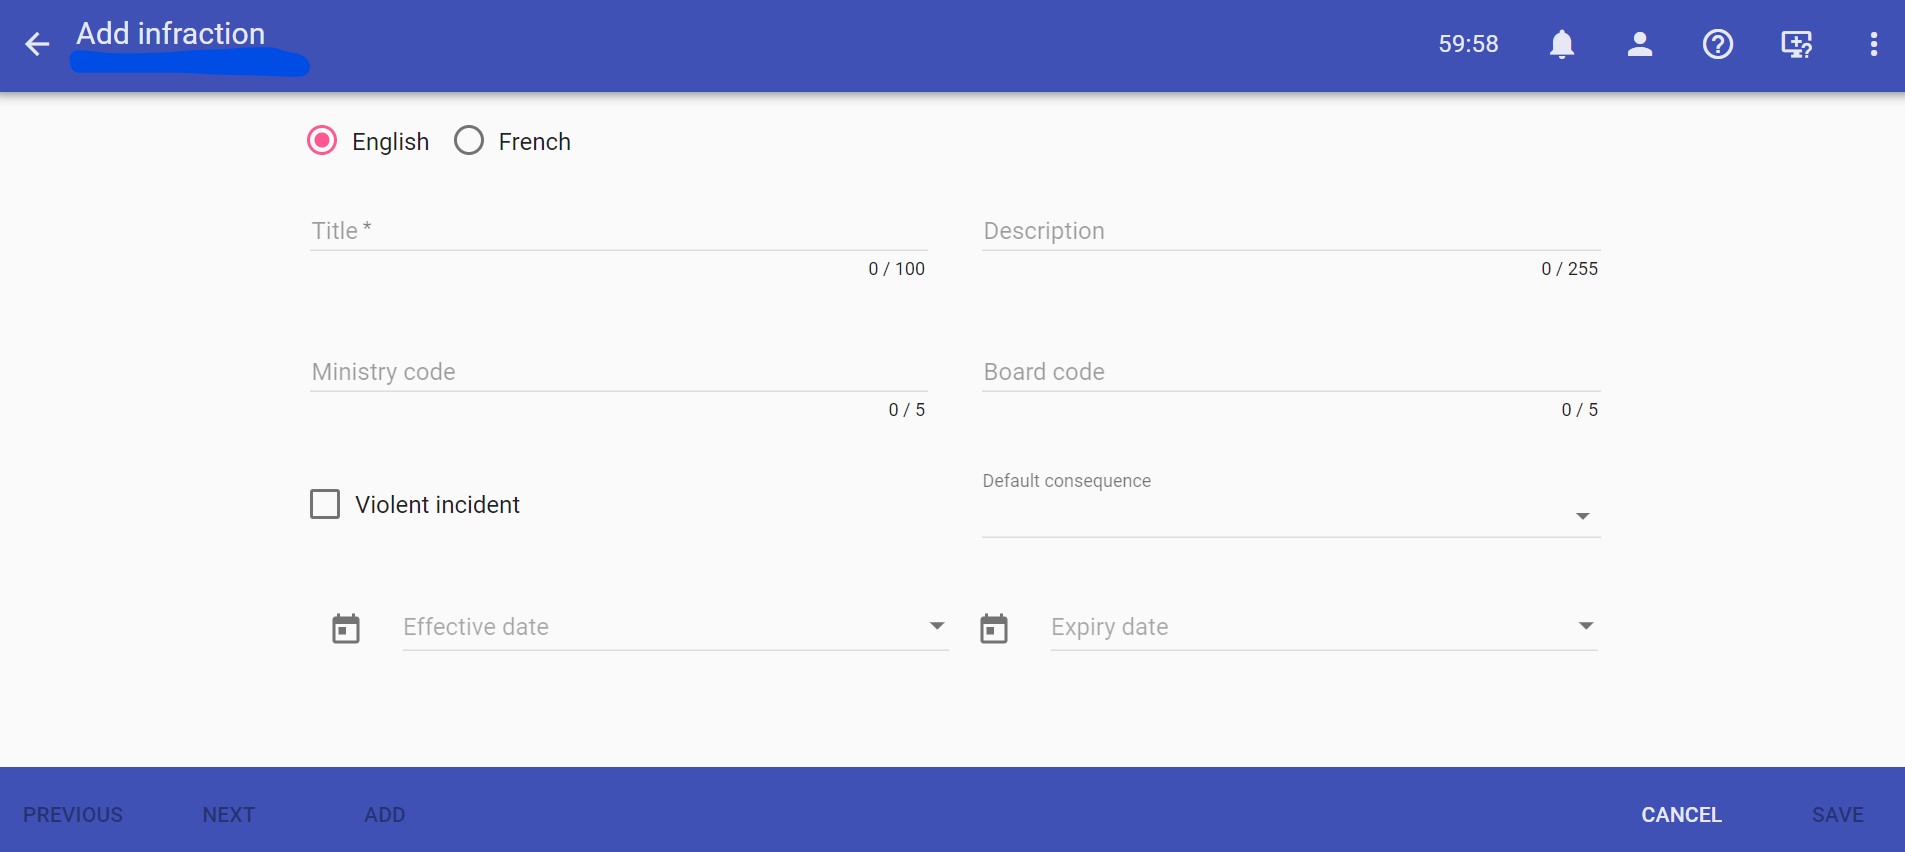 Add infraction
59:58
English French
Title *
Description
0 / 100
0 / 255
Ministry code
Board code
0 / 5
0 / 5
Violent incident
Default consequence
Effective date
Expiry date
PREVIOUS NEXT ADD CANCEL SAVE